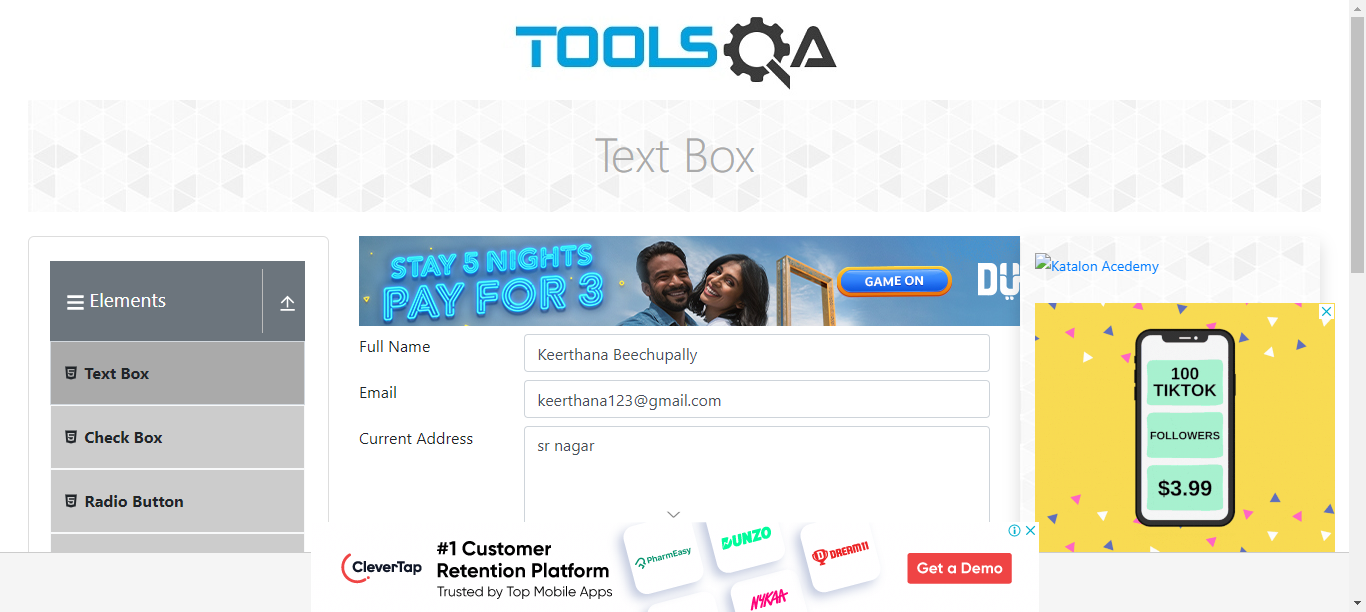 TOOLSQA
Text Box
Elements
Text Box
Check Box
Radio Button
STAY 5 NIGHTS
PAY FOR 3
GAME ON
Full Name
Keerthana Beechupally
Email
keerthana123@gmail.com
Current Address
sr nagar
Katalon Acedemy
100
TIKTOK
FOLLOWERS
$3.99
CleverTap
#1 Customer
Retention Platform
Trusted by Top Mobile Apps
PharmEasy
DUNZO
DREAM11
NYKAA
Get a Demo